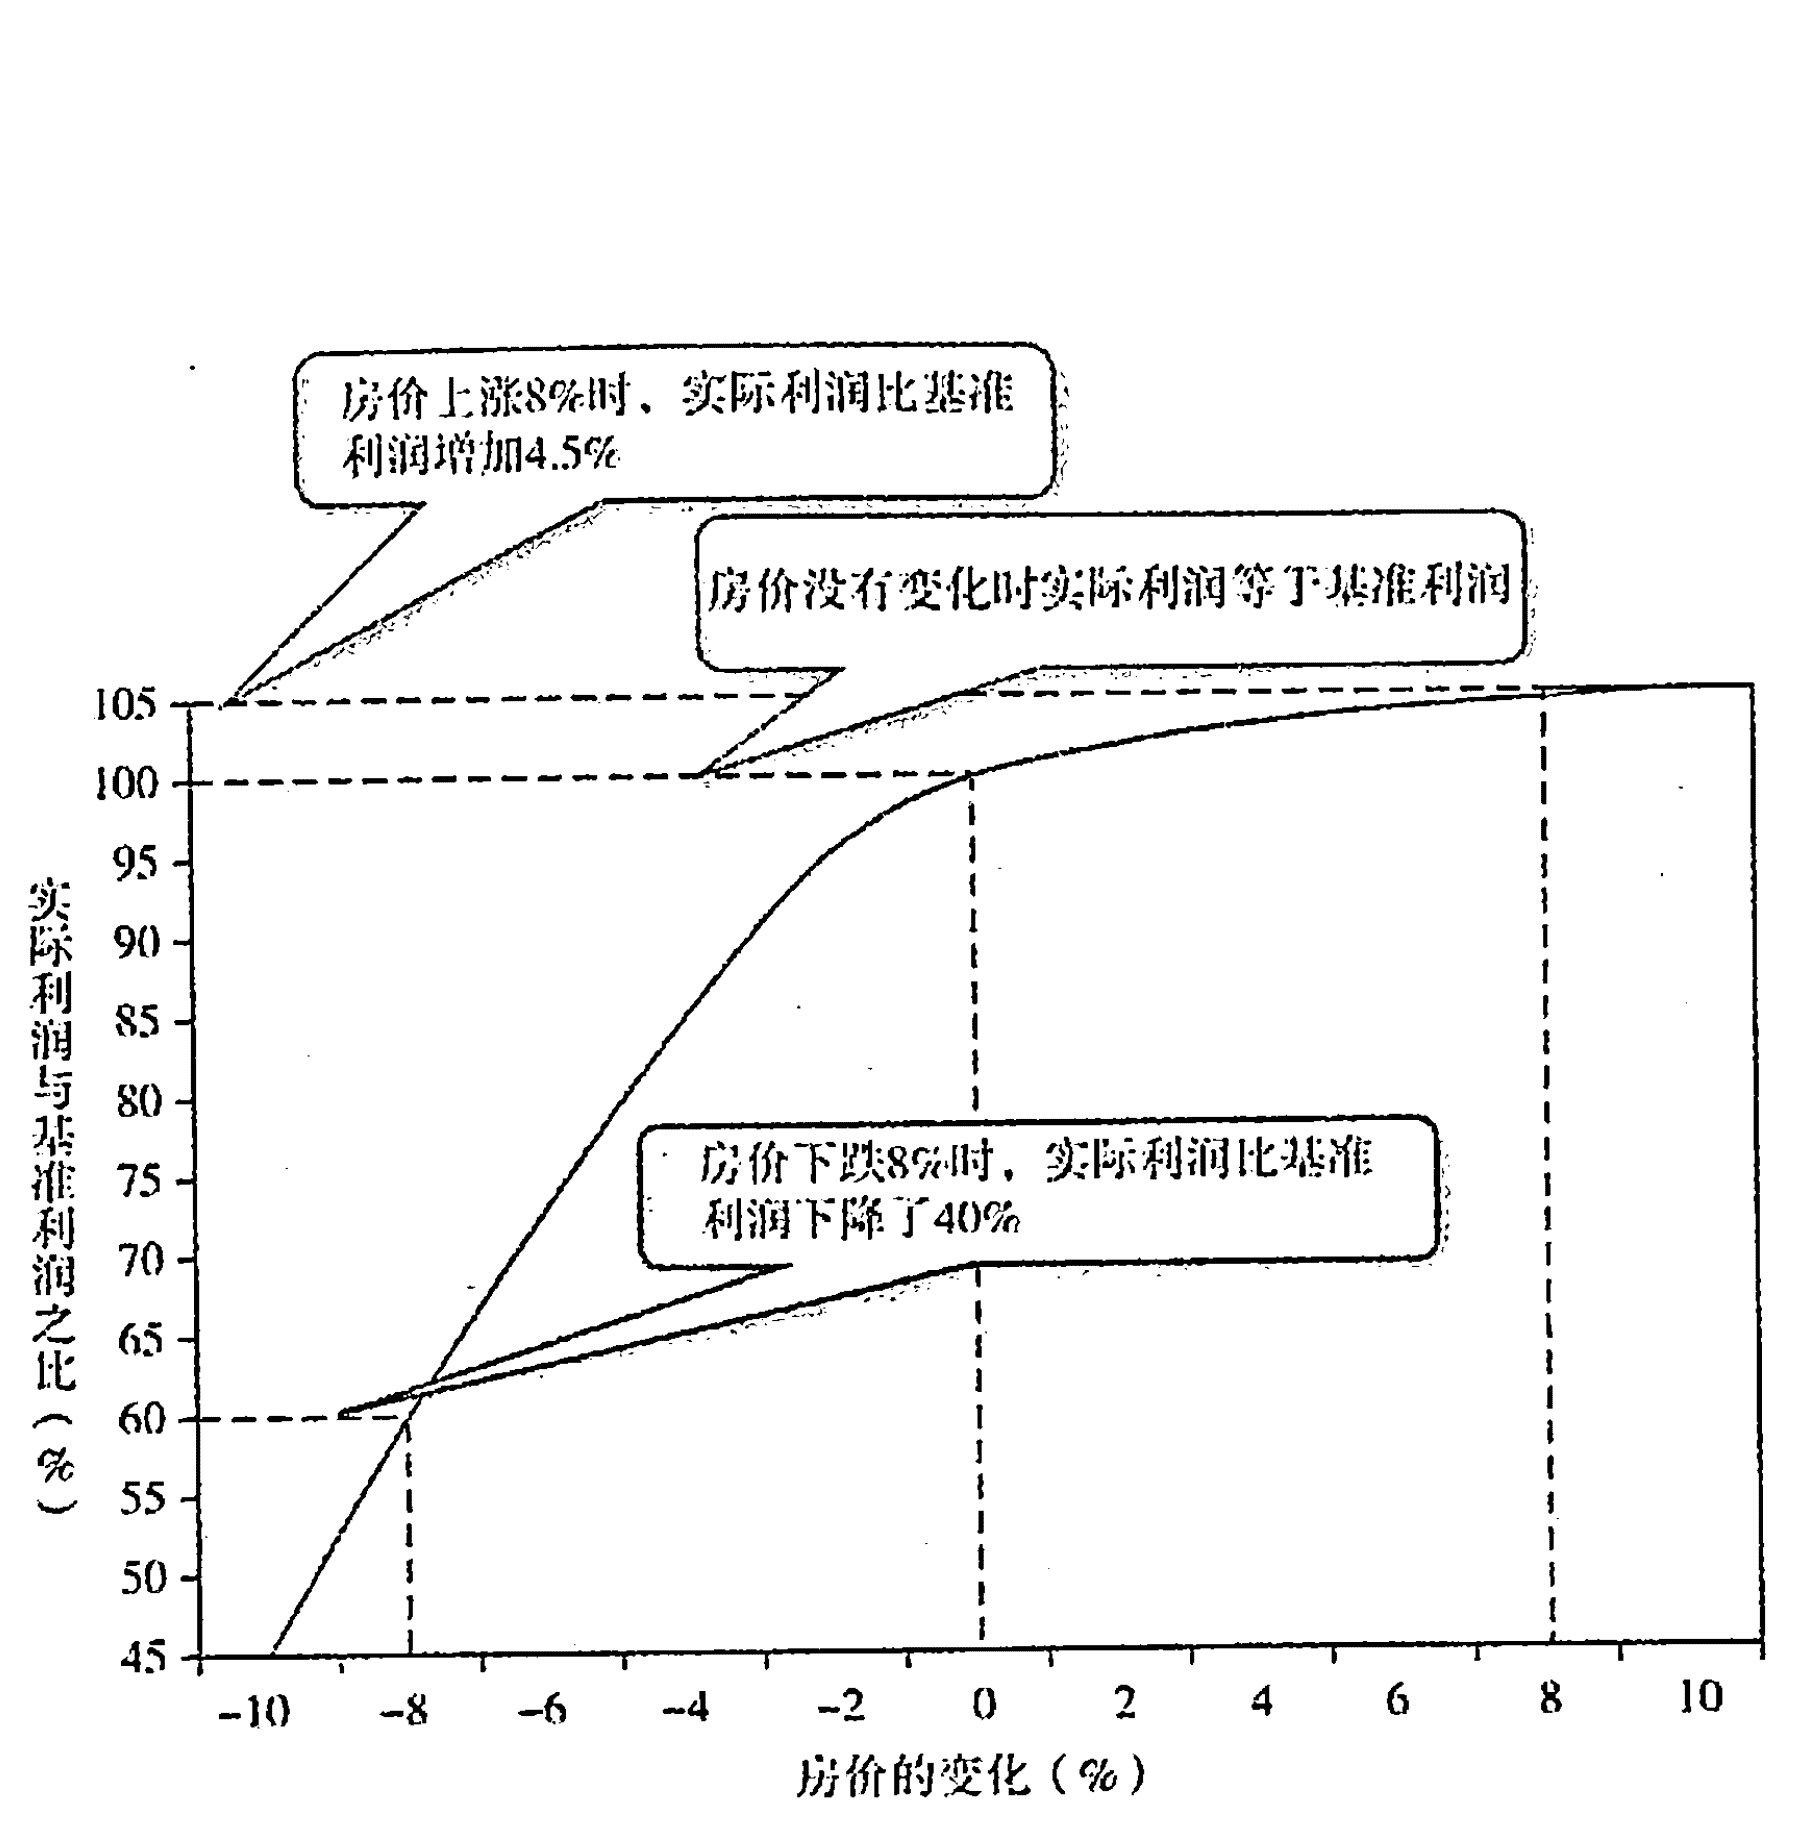 房价上涨8%时，实际利润比基准
利润增加4.5%
房价没有变化时实际利润等于基准利润
105
100
95
90
85
80
75
70
65
60
55
50
45
实际利润与基准利润之比（%）
房价下跌8%时，实际利润比基准
利润下降了40%
-10 -8 -6 -4 -2 0 2 4 6 8 10
房价的变化（%）